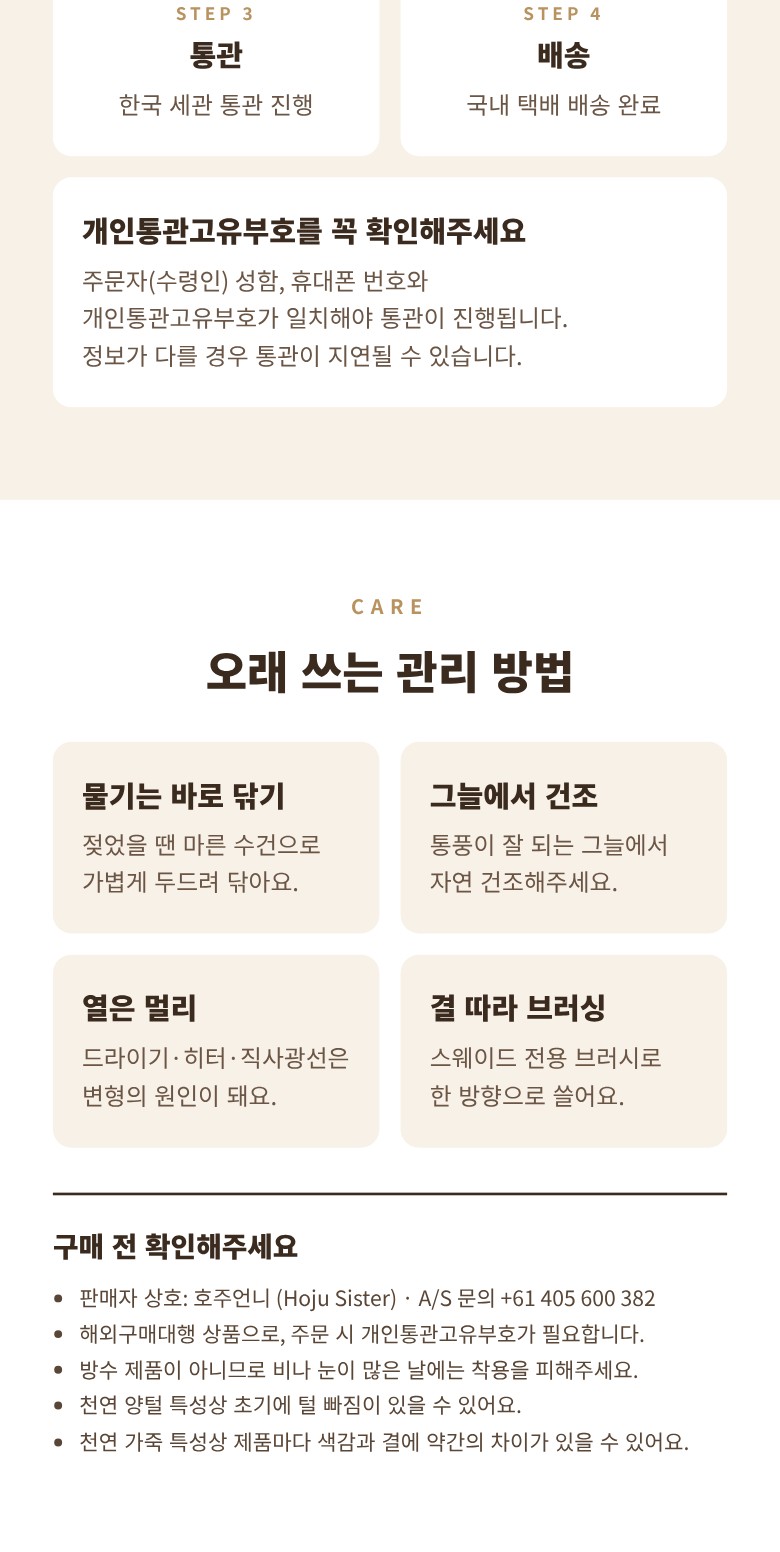 STEP 3
통관
한국 세관 통관 진행
STEP 4
배송
국내 택배 배송 완료
개인통관고유부호를 꼭 확인해주세요
주문자(수령인) 성함, 휴대폰 번호와
개인통관고유부호가 일치해야 통관이 진행됩니다.
정보가 다를 경우 통관이 지연될 수 있습니다.
CARE
오래 쓰는 관리 방법
물기는 바로 닦기
젖었을 땐 마른 수건으로
가볍게 두드려 닦아요.
그늘에서 건조
통풍이 잘 되는 그늘에서
자연 건조해주세요.
열은 멀리
드라이기·히터·직사광선은
변형의 원인이 돼요.
결 따라 브러싱
스웨이드 전용 브러시로
한 방향으로 쓸어요.
구매 전 확인해주세요
• 판매자 상호: 호주언니 (Hoju Sister) · A/S 문의 +61 405 600 382
• 해외구매대행 상품으로, 주문 시 개인통관고유부호가 필요합니다.
• 방수 제품이 아니므로 비나 눈이 많은 날에는 착용을 피해주세요.
• 천연 양털 특성상 초기에 털 빠짐이 있을 수 있어요.
• 천연 가죽 특성상 제품마다 색감과 결에 약간의 차이가 있을 수 있어요.